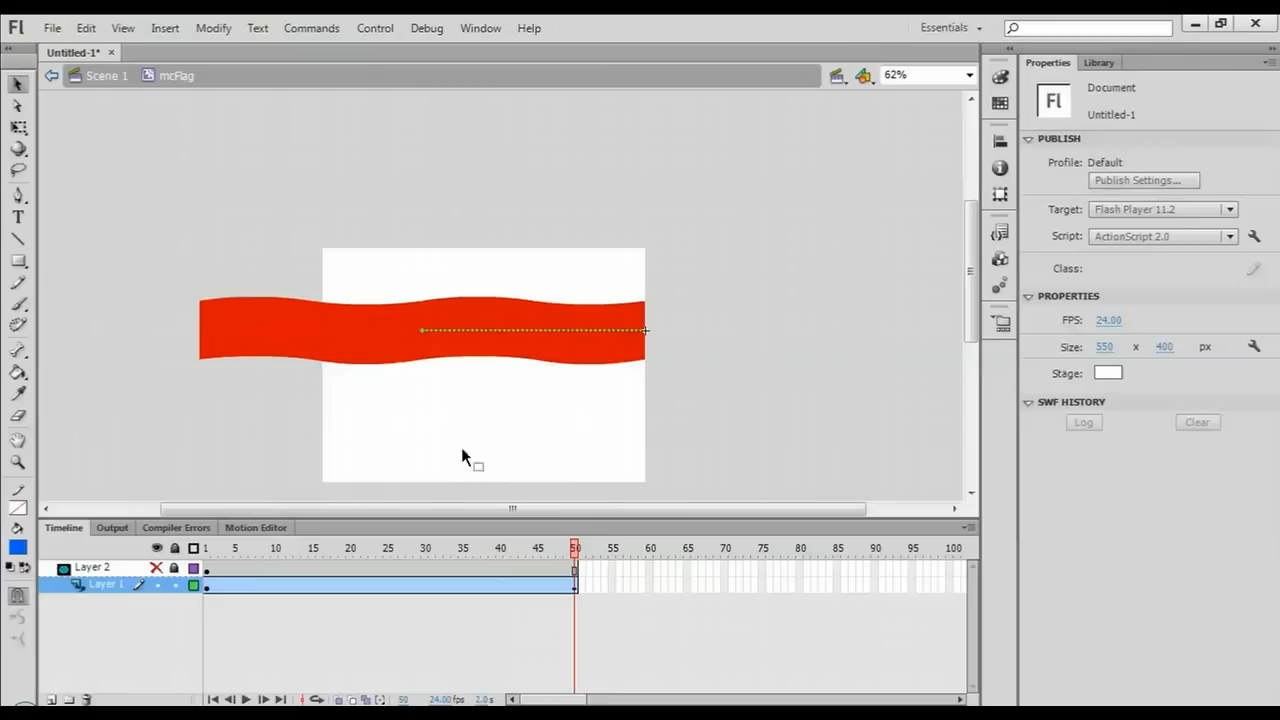 Fl File Edit View Insert Modify Text Commands Control Debug Window Help Essentials
Untitled-1* ×
Scene 1 mcFlag 62%
Properties Library
Fl Document
Untitled-1
PUBLISH
Profile: Default
Publish Settings...
Target: Flash Player 11.2
Script: ActionScript 2.0
Class:
PROPERTIES
FPS: 24.00
Size: 550 x 400 px
Stage:
SWF HISTORY
Log Clear
Timeline Output Compiler Errors Motion Editor
1 5 10 15 20 25 30 35 40 45 50 55 60 65 70 75 80 85 90 95 100
Layer 2
Layer 1
50 24.00 fps 2.0 s